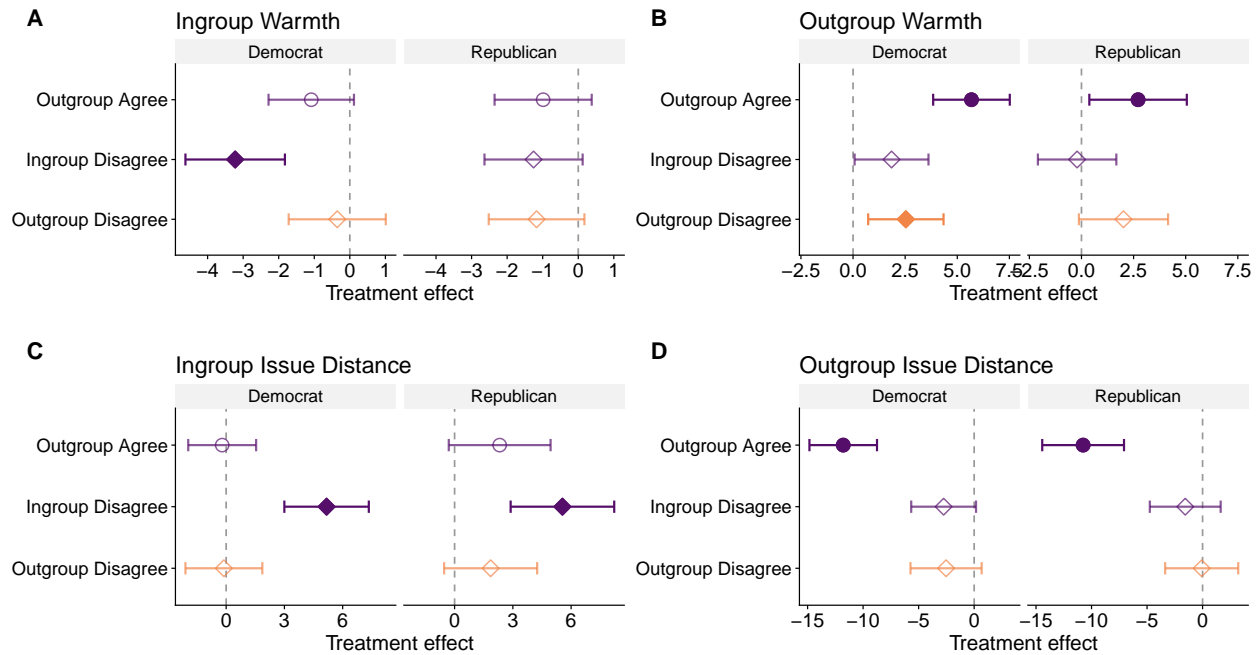 A
Ingroup Warmth
Democrat
Republican
Outgroup Agree
Ingroup Disagree
Outgroup Disagree
−4 −3 −2 −1 0 1
−4 −3 −2 −1 0 1
Treatment effect
B
Outgroup Warmth
Democrat
Republican
Outgroup Agree
Ingroup Disagree
Outgroup Disagree
−2.5 0.0 2.5 5.0 7.5
−2.5 0.0 2.5 5.0 7.5
Treatment effect
C
Ingroup Issue Distance
Democrat
Republican
Outgroup Agree
Ingroup Disagree
Outgroup Disagree
0 3 6
0 3 6
Treatment effect
D
Outgroup Issue Distance
Democrat
Republican
Outgroup Agree
Ingroup Disagree
Outgroup Disagree
−15 −10 −5 0
−15 −10 −5 0
Treatment effect